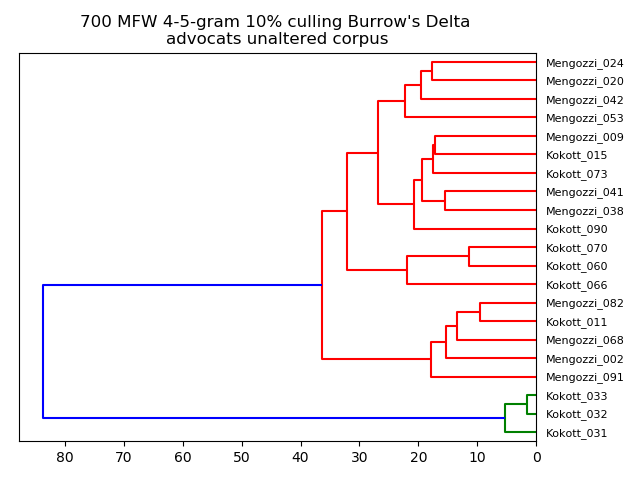 700 MFW 4-5-gram 10% culling Burrow's Delta
advocats unaltered corpus
Mengozzi_024
Mengozzi_020
Mengozzi_042
Mengozzi_053
Mengozzi_009
Kokott_015
Kokott_073
Mengozzi_041
Mengozzi_038
Kokott_090
Kokott_070
Kokott_060
Kokott_066
Mengozzi_082
Kokott_011
Mengozzi_068
Mengozzi_002
Mengozzi_091
Kokott_033
Kokott_032
Kokott_031
80 70 60 50 40 30 20 10 0